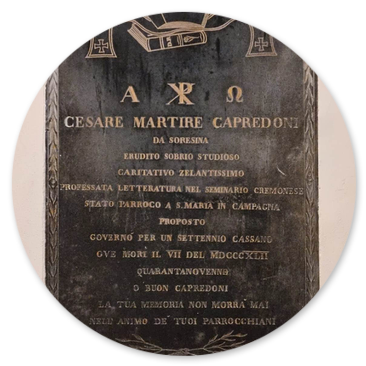 Α ☧ Ω
CESARE MARTIRE CAPREDONI
DA SORESINA
ERUDITO SOBRIO STUDIOSO
CARITATIVO ZELANTISSIMO
PROFESSATA LETTERATURA NEL SEMINARIO CREMONESE
STATO PARROCO A S. MARIA IN CAMPAGNA
PROPOSTO
GOVERNO PER UN SETTENNIO CASSANO
OVE MORI IL VII DEL MDCCCXLII
QUARANTANOVENNE
O BUON CAPREDONI
LA TUA MEMORIA NON MORRA MAI
NELL' ANIMO DE' TUOI PARROCCHIANI